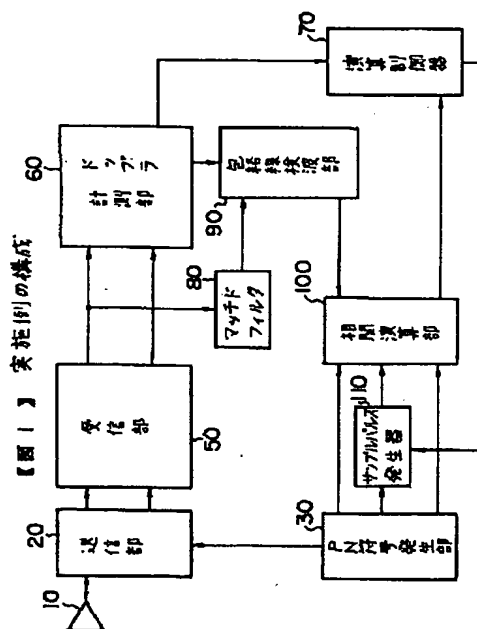 【図1】 実施例の構成
10
20
送信部
50
受信部
60
ドップラ計測部
70
演算制御器
80
マッチドフィルタ
90
包絡線検波部
100
相関演算部
110
サンプルパルス発生器
30
PN符号発生部